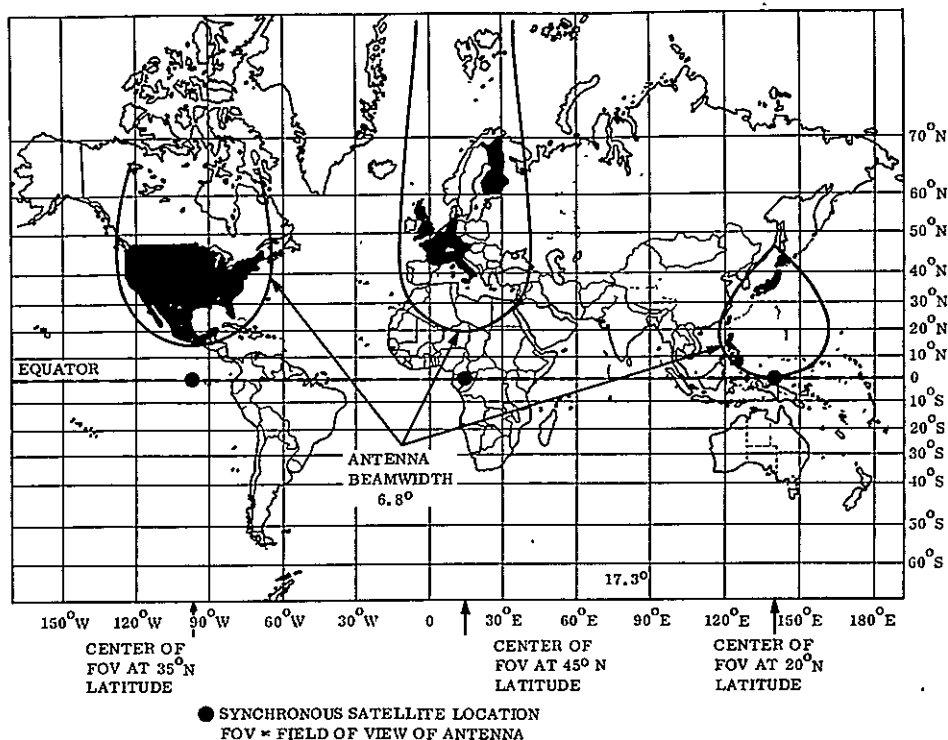 70°N
60°N
50°N
40°N
30°N
20°N
10°N
EQUATOR
0
10°S
20°S
30°S
40°S
50°S
60°S
ANTENNA
BEAMWIDTH
6.8°
17.3°
150°W 120°W 90°W 60°W 30°W 0 30°E 60°E 90°E 120°E 150°E 180°E
CENTER OF
FOV AT 35°N
LATITUDE
CENTER OF
FOV AT 45° N
LATITUDE
CENTER OF
FOV AT 20°N
LATITUDE
SYNCHRONOUS SATELLITE LOCATION
FOV = FIELD OF VIEW OF ANTENNA